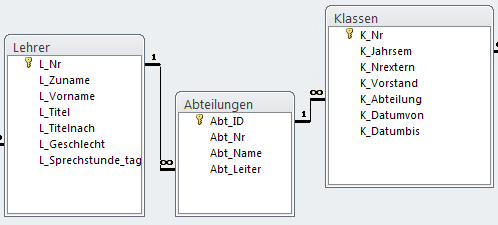 Lehrer
L_Nr
L_Zuname
L_Vorname
L_Titel
L_Titelnach
L_Geschlecht
L_Sprechstunde_tag
1
∞
Abteilungen
Abt_ID
Abt_Nr
Abt_Name
Abt_Leiter
1
∞
Klassen
K_Nr
K_Jahrsem
K_Nrextern
K_Vorstand
K_Abteilung
K_Datumvon
K_Datumbis